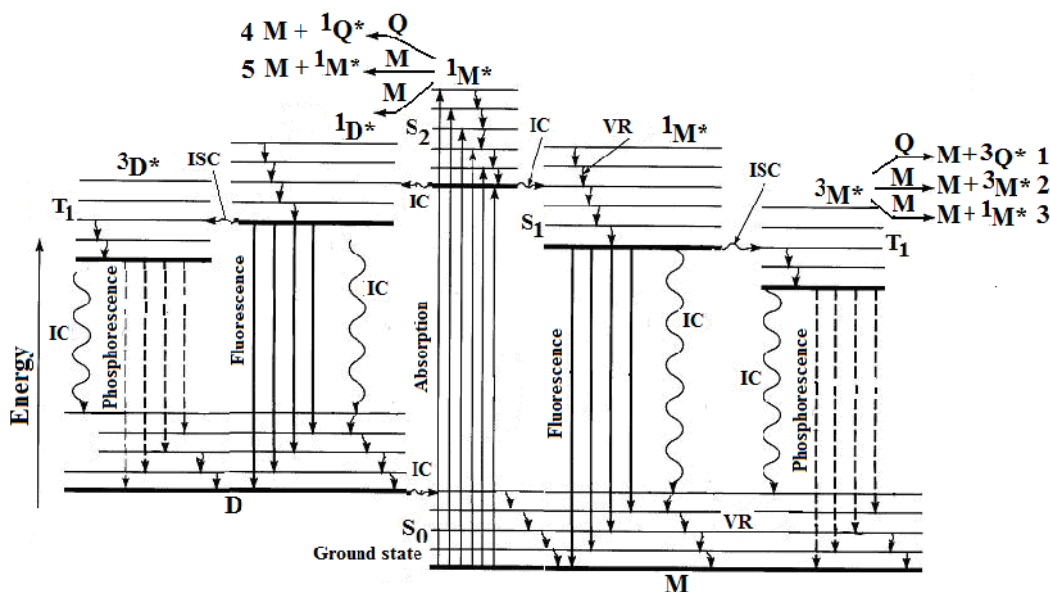 4 M + ¹Q* Q
5 M + ¹M* M ¹M*
M
¹D* S₂ IC VR ¹M*
³D* ISC ISC ³M* Q M + ³Q* 1
M M + ³M* 2
M M + ¹M* 3
T₁ IC S₁ T₁
Energy
IC
Phosphorescence
Fluorescence
IC
Absorption
Fluorescence
IC
IC
Phosphorescence
IC
D
S₀ VR
Ground state
M